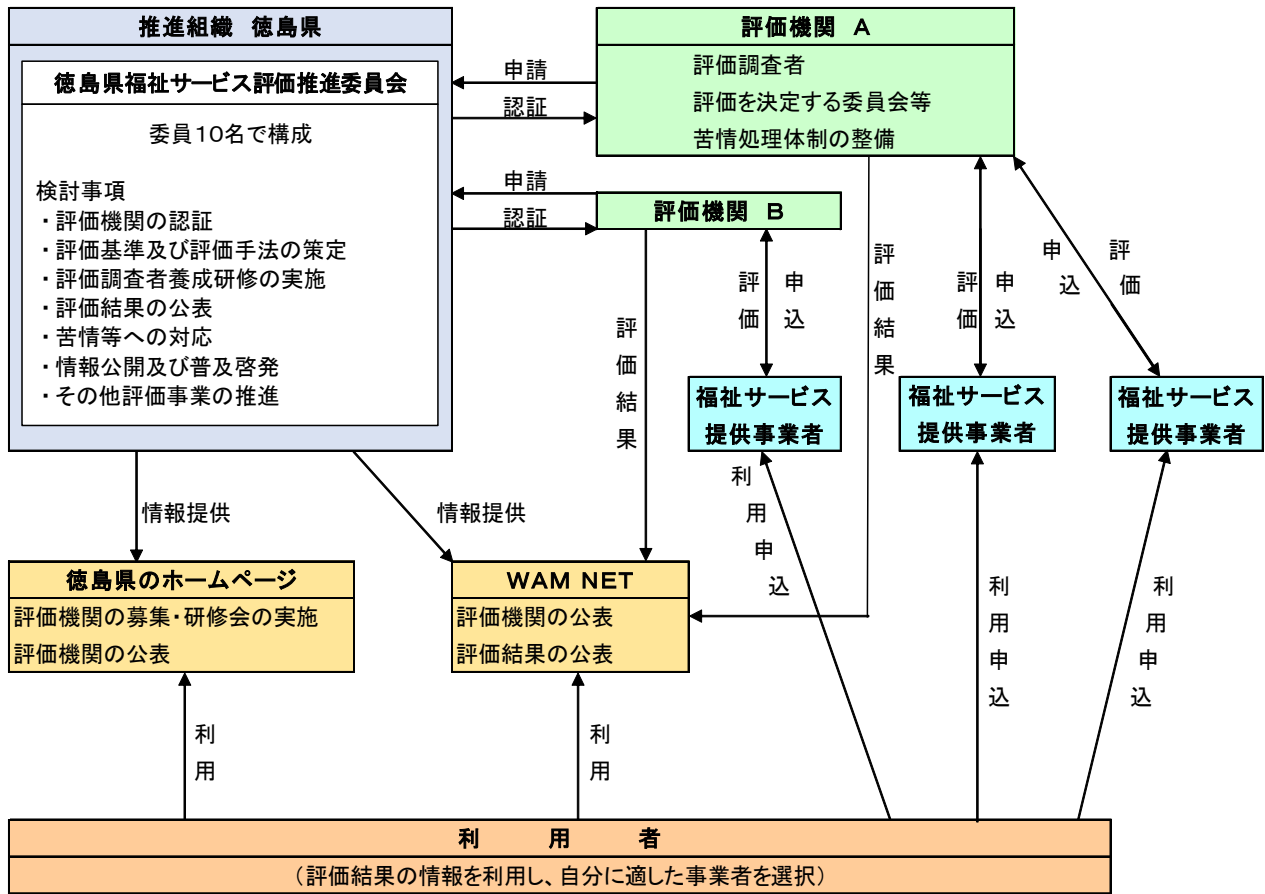 推進組織　徳島県
徳島県福祉サービス評価推進委員会
委員１０名で構成
検討事項
・評価機関の認証
・評価基準及び評価手法の策定
・評価調査者養成研修の実施
・評価結果の公表
・苦情等への対応
・情報公開及び普及啓発
・その他評価事業の推進
申請
認証
申請
認証
評価機関　Ａ
評価調査者
評価を決定する委員会等
苦情処理体制の整備
評価機関　Ｂ
評価
申込
評価結果
評価結果
評価
申込
申込
評価
福祉サービス
提供事業者
福祉サービス
提供事業者
福祉サービス
提供事業者
情報提供
情報提供
利用申込
利用申込
利用申込
徳島県のホームページ
評価機関の募集・研修会の実施
評価機関の公表
ＷＡＭ ＮＥＴ
評価機関の公表
評価結果の公表
利用
利用
利　用　者
（評価結果の情報を利用し、自分に適した事業者を選択）